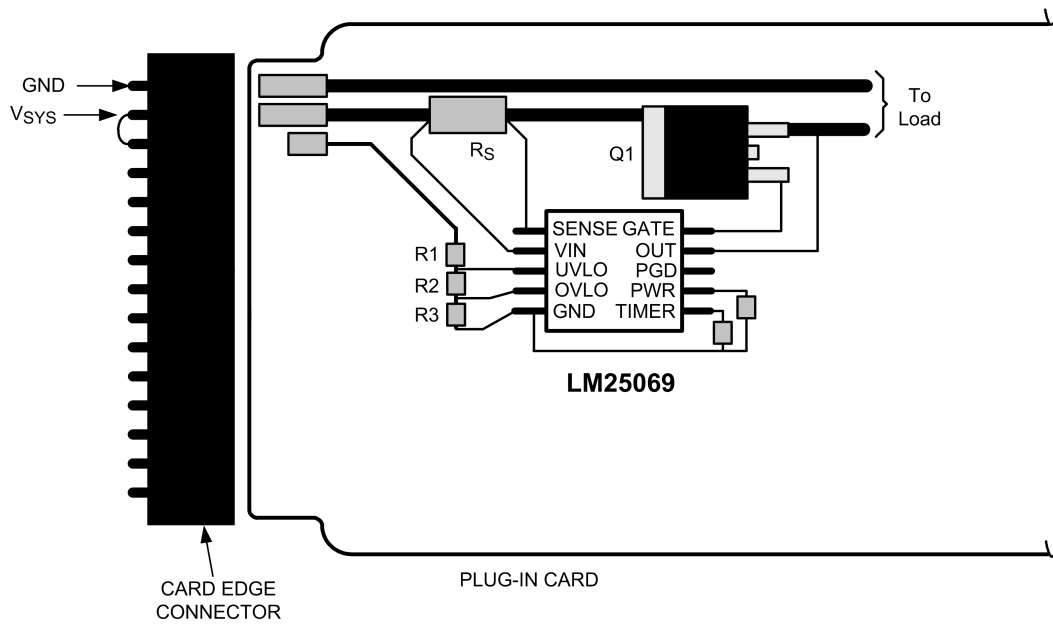 GND
VSYS
To
Load
RS
Q1
SENSE GATE
VIN OUT
R1
UVLO PGD
R2
OVLO PWR
R3
GND TIMER
LM25069
PLUG-IN CARD
CARD EDGE
CONNECTOR